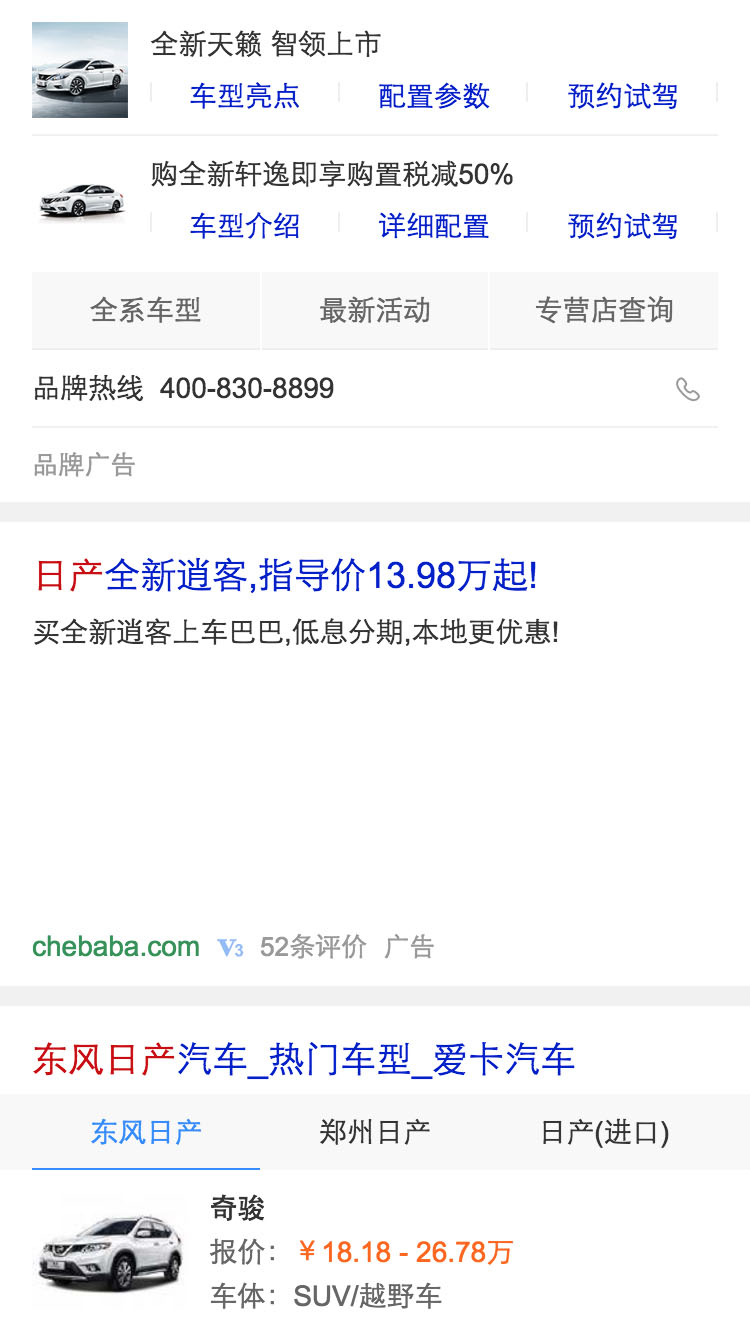 全新天籁 智领上市
车型亮点 配置参数 预约试驾
购全新轩逸即享购置税减50%
车型介绍 详细配置 预约试驾
全系车型 最新活动 专营店查询
品牌热线 400-830-8899
品牌广告
日产全新逍客,指导价13.98万起!
买全新逍客上车巴巴,低息分期,本地更优惠!
chebaba.com V3 52条评价 广告
东风日产汽车_热门车型_爱卡汽车
东风日产 郑州日产 日产(进口)
奇骏
报价：￥18.18 - 26.78万
车体：SUV/越野车